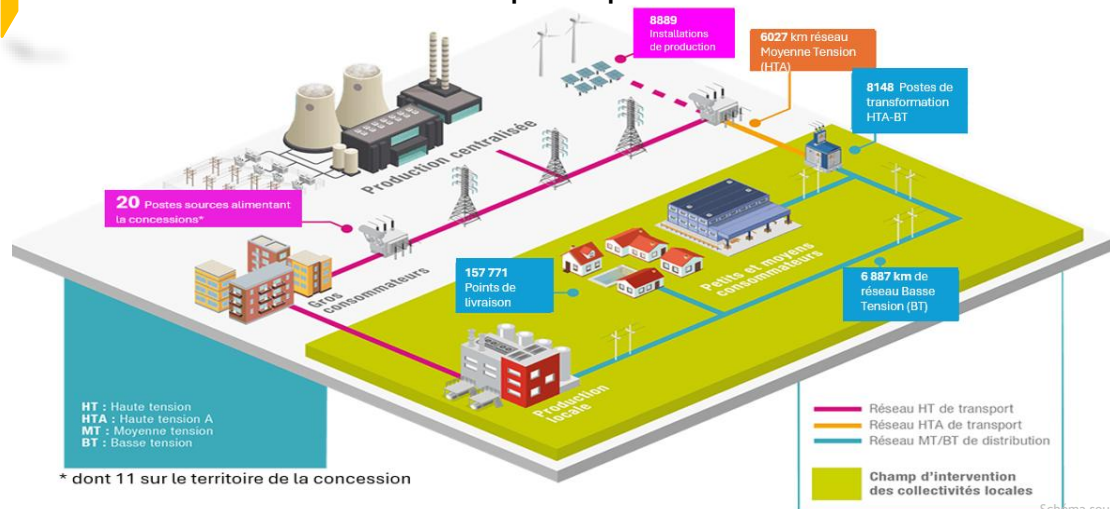 8889
Installations
de production
6027 km réseau
Moyenne Tension
(HTA)
8148 Postes de
transformation
HTA-BT
Production centralisée
20 Postes sources alimentant
la concessions*
Gros
consommateurs
157 771
Points de
livraison
Petits et moyens
consommateurs
6 887 km de
réseau Basse
Tension (BT)
Production
locale
HT : Haute tension
HTA : Haute tension A
MT : Moyenne tension
BT : Basse tension
* dont 11 sur le territoire de la concession
Réseau HT de transport
Réseau HTA de transport
Réseau MT/BT de distribution
Champ d'intervention
des collectivités locales